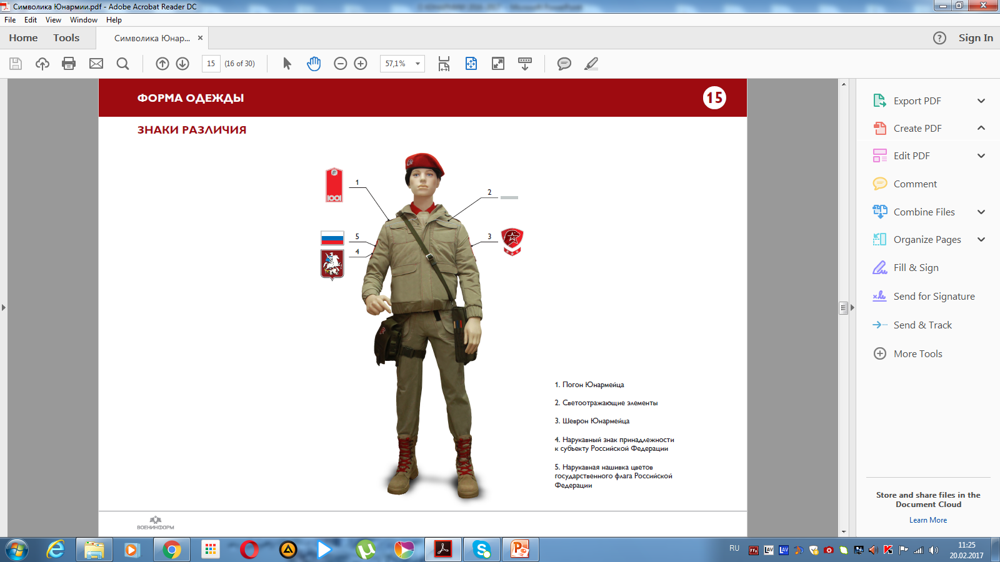 Символика Юнармии.pdf - Adobe Acrobat Reader DC
File Edit View Window Help
Home Tools Символика Юнар... × Sign In
15 (16 of 30) 57,1%
ФОРМА ОДЕЖДЫ 15
ЗНАКИ РАЗЛИЧИЯ
1
2
5
3
4
1. Погон Юнармейца
2. Светоотражающие элементы
3. Шеврон Юнармейца
4. Нарукавный знак принадлежности
к субъекту Российской Федерации
5. Нарукавная нашивка цветов
государственного флага Российской
Федерации
ВОЕНИНФОРМ
Export PDF
Create PDF
Edit PDF
Comment
Combine Files
Organize Pages
Fill & Sign
Send for Signature
Send & Track
More Tools
Store and share files in the
Document Cloud
Learn More
RU
11:25
20.02.2017